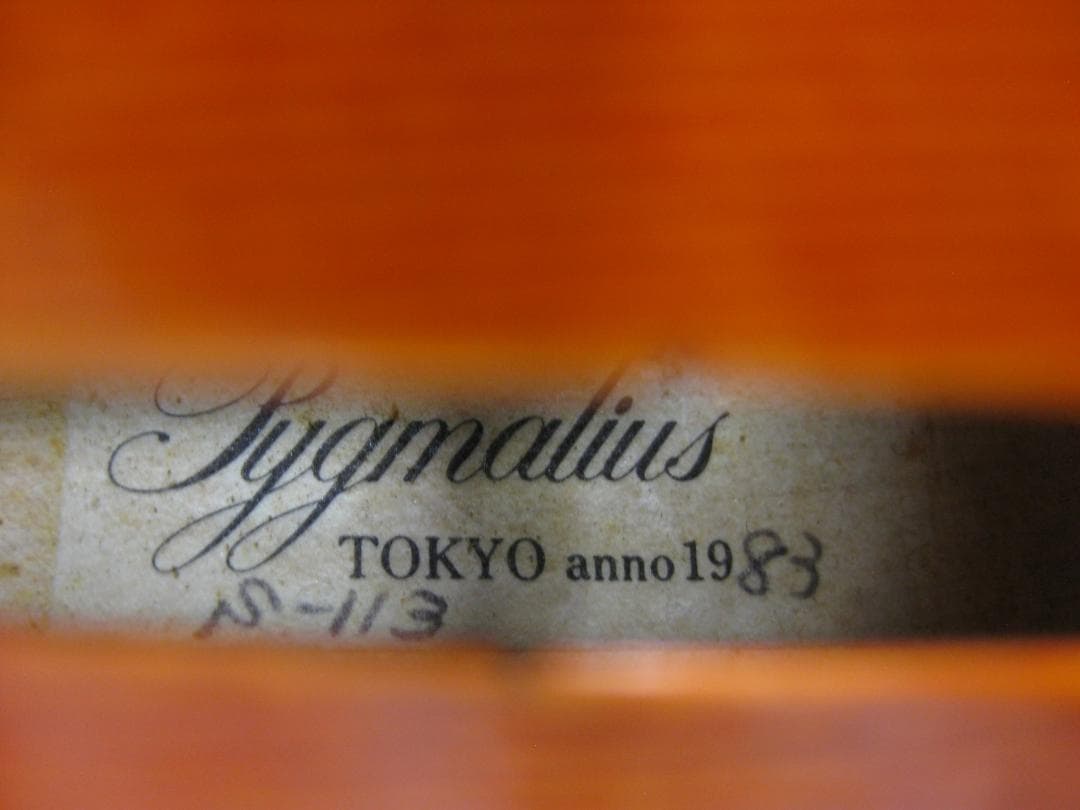 Pygmalius
TOKYO anno 1983
S-113